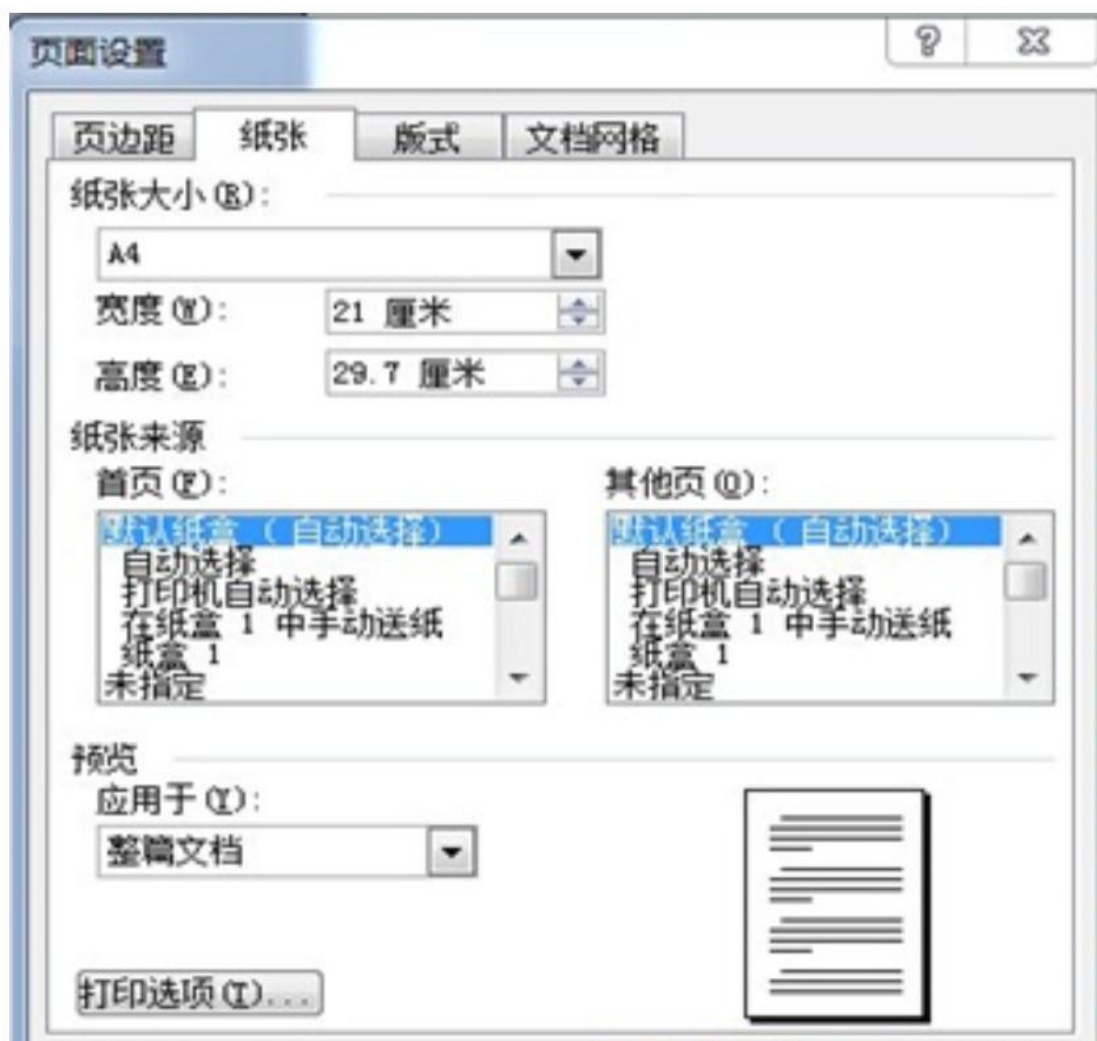 页面设置
页边距 纸张 版式 文档网格
纸张大小(R):
A4
宽度(W): 21 厘米
高度(E): 29.7 厘米
纸张来源
首页(F): 其他页(O):
默认纸盒 (自动选择) 默认纸盒 (自动选择)
自动选择 自动选择
打印机自动选择 打印机自动选择
在纸盒 1 中手动送纸 在纸盒 1 中手动送纸
纸盒 1 纸盒 1
未指定 未指定
预览
应用于(Y):
整篇文档
打印选项(T)...